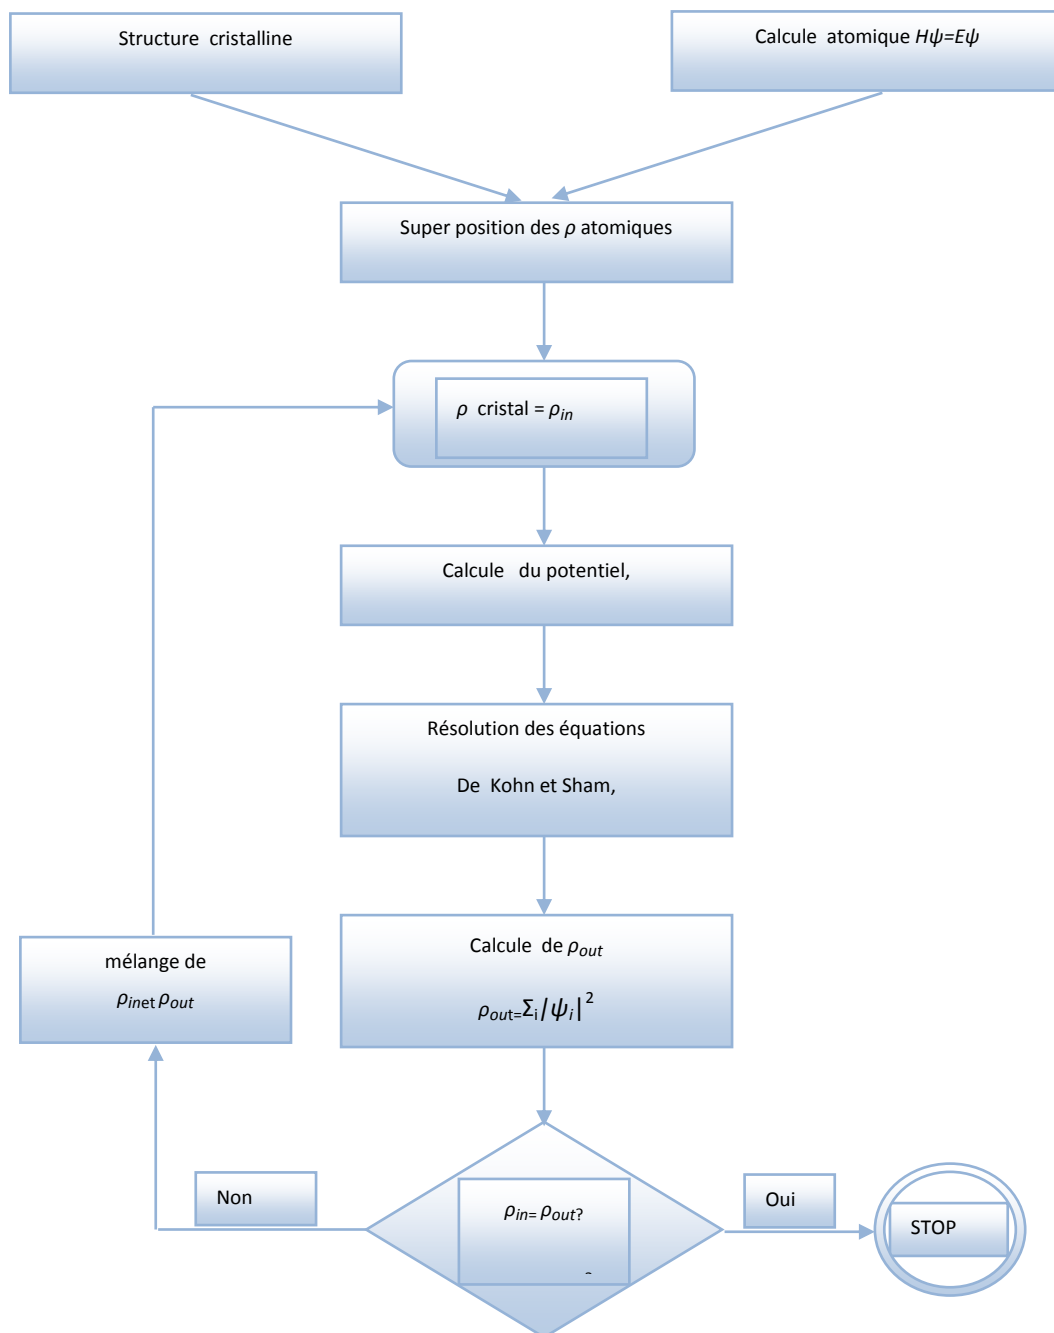 Structure cristalline
Calcule atomique Hψ=Eψ
Super position des ρ atomiques
ρ cristal = ρin
Calcule du potentiel,
Résolution des équations
De Kohn et Sham,
Calcule de ρout
ρout=Σi|ψi|²
mélange de
ρinet ρout
Non
ρin= ρout?
Oui
STOP